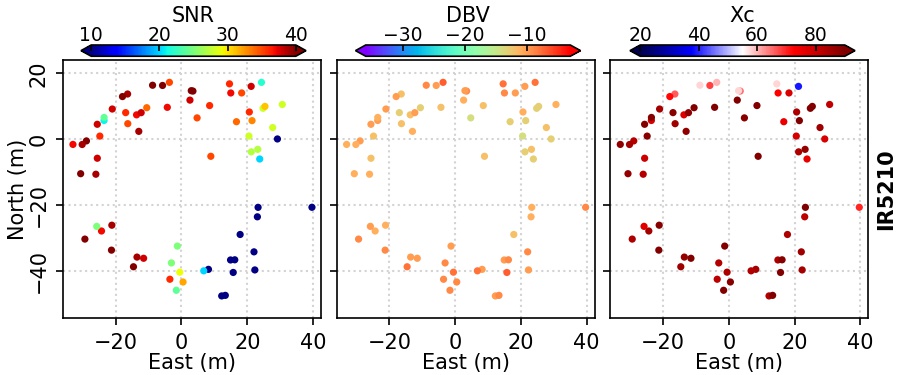 SNR DBV Xc
10 20 30 40 −30 −20 −10 20 40 60 80
20
0
−20
−40
North (m)
−20 0 20 40 −20 0 20 40 −20 0 20 40
East (m) East (m) East (m)
IR5210